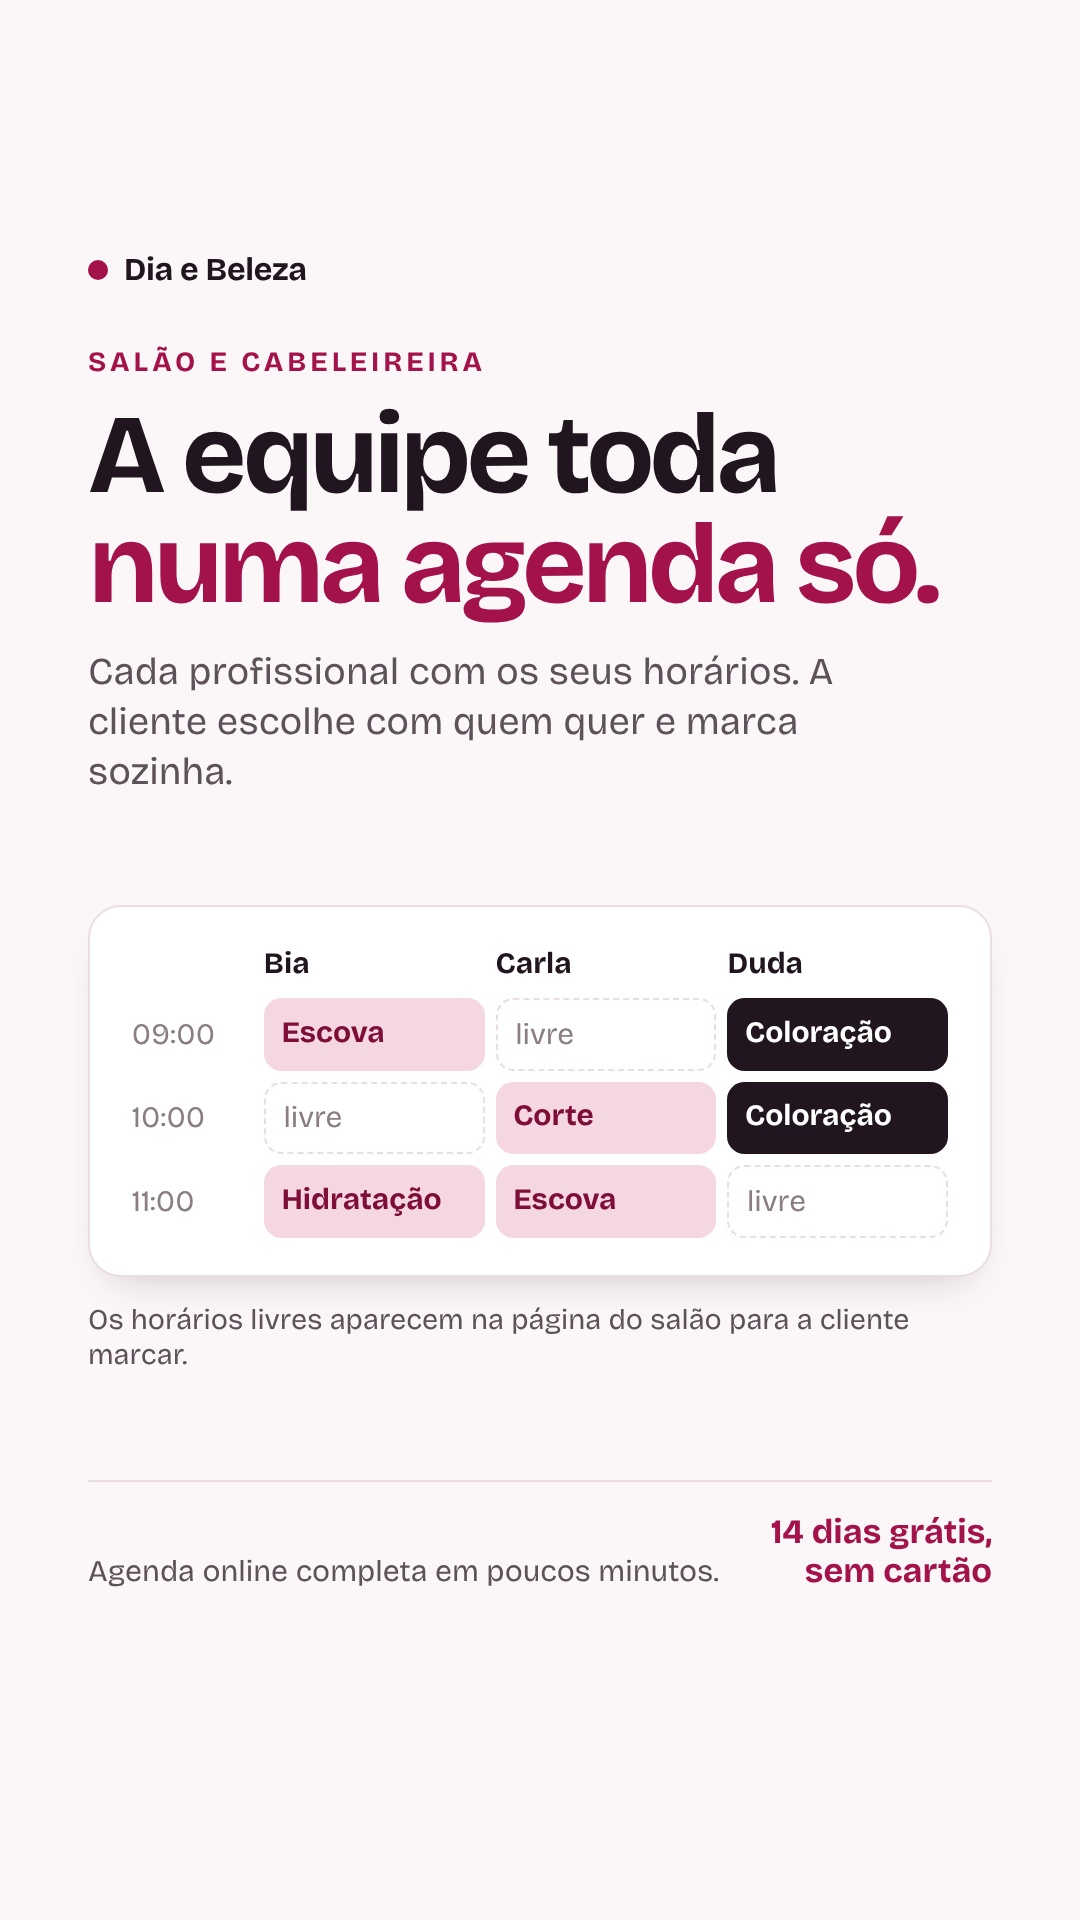 Dia e Beleza
SALÃO E CABELEIREIRA
A equipe toda
numa agenda só.
Cada profissional com os seus horários. A
cliente escolhe com quem quer e marca
sozinha.
Bia Carla Duda
09:00 Escova livre Coloração
10:00 livre Corte Coloração
11:00 Hidratação Escova livre
Os horários livres aparecem na página do salão para a cliente
marcar.
Agenda online completa em poucos minutos.
14 dias grátis,
sem cartão